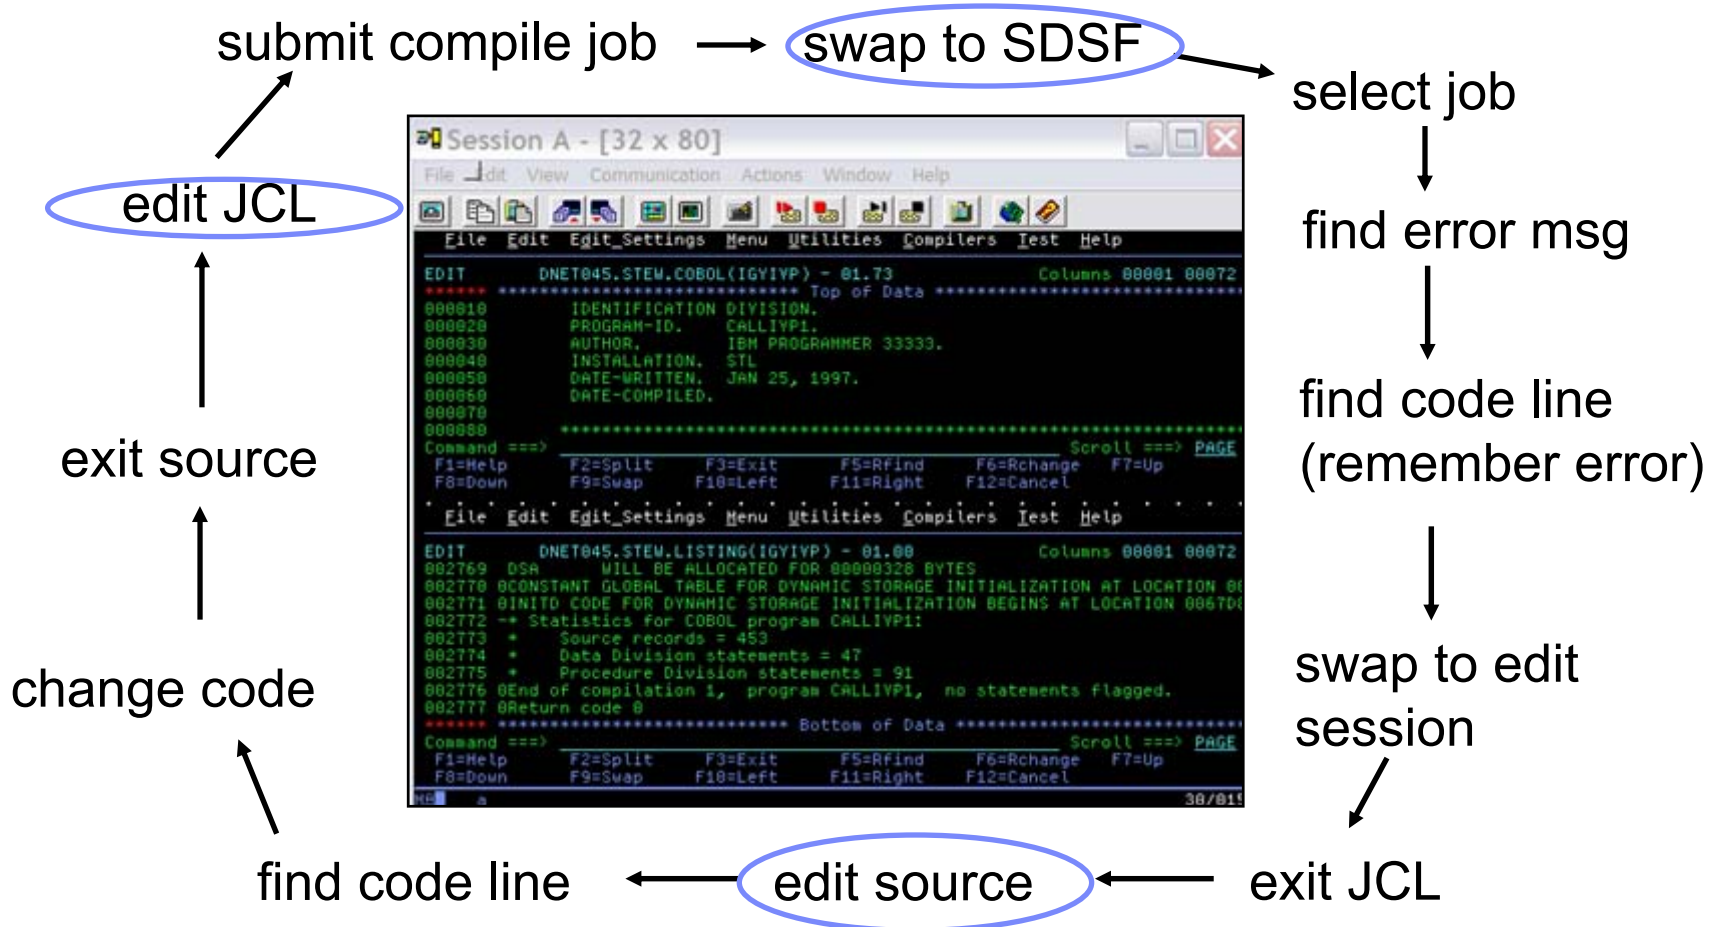 submit compile job
swap to SDSF
select job
find error msg
find code line
(remember error)
swap to edit
session
exit JCL
edit source
find code line
change code
exit source
edit JCL
Session A - [32 x 80]
File Edit View Communication Actions Window Help
File Edit Edit_Settings Menu Utilities Compilers Test Help
EDIT DNET045.STEW.COBOL(IGYIVP) - 01.73 Columns 00001 00072
****** ***************************** Top of Data ******************************
000010 IDENTIFICATION DIVISION.
000020 PROGRAM-ID. CALLIVP1.
000030 AUTHOR. IBM PROGRAMMER 33333.
000040 INSTALLATION. STL
000050 DATE-WRITTEN. JAN 25, 1997.
000060 DATE-COMPILED.
000070
000080
Command ===> Scroll ===> PAGE
F1=Help F2=Split F3=Exit F5=Rfind F6=Rchange F7=Up
F8=Down F9=Swap F10=Left F11=Right F12=Cancel
File Edit Edit_Settings Menu Utilities Compilers Test Help
EDIT DNET045.STEW.LISTING(IGYIVP) - 01.00 Columns 00001 00072
002769 DSA WILL BE ALLOCATED FOR 00000328 BYTES
002770 0CONSTANT GLOBAL TABLE FOR DYNAMIC STORAGE INITIALIZATION AT LOCATION
002771 0INITD CODE FOR DYNAMIC STORAGE INITIALIZATION BEGINS AT LOCATION
002772 -* Statistics for COBOL program CALLIVP1:
002773 * Source records = 453
002774 * Data Division statements = 47
002775 * Procedure Division statements = 91
002776 0End of compilation 1, program CALLIVP1, no statements flagged.
002777 0Return code 0
****** **************************** Bottom of Data ****************************
Command ===> Scroll ===> PAGE
F1=Help F2=Split F3=Exit F5=Rfind F6=Rchange F7=Up
F8=Down F9=Swap F10=Left F11=Right F12=Cancel
a